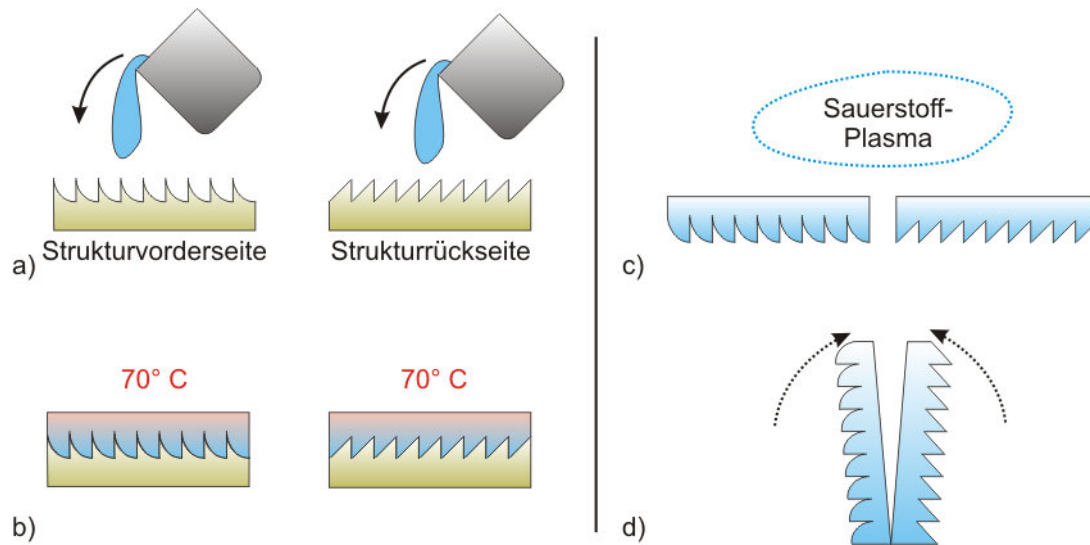 Strukturvorderseite
Strukturrückseite
a)
70° C
70° C
b)
Sauerstoff-
Plasma
c)
d)